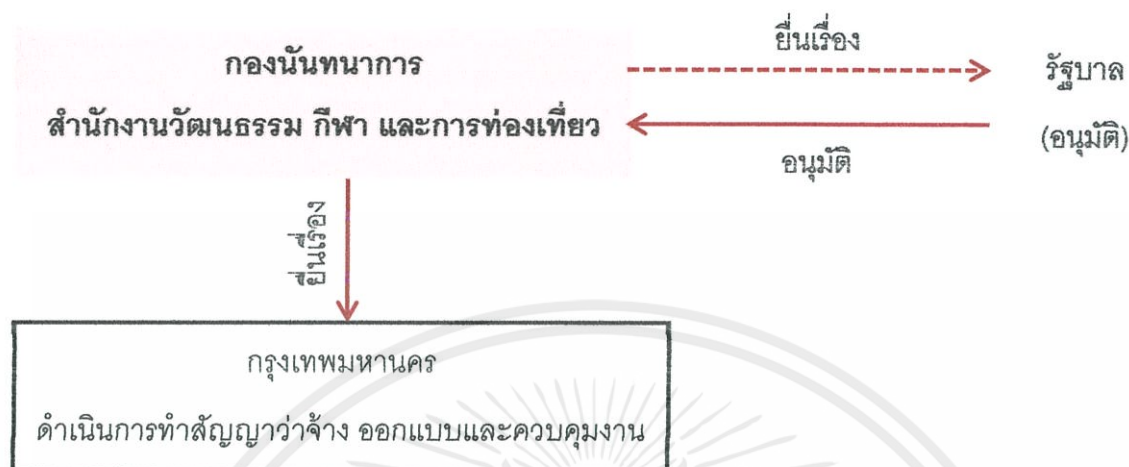 ยื่นเรื่อง
กองนันทนาการ
รัฐบาล
สำนักงานวัฒนธรรม กีฬา และการท่องเที่ยว
(อนุมัติ)
อนุมัติ
ยื่นเรื่อง
กรุงเทพมหานคร
ดำเนินการทำสัญญาว่าจ้าง ออกแบบและควบคุมงาน